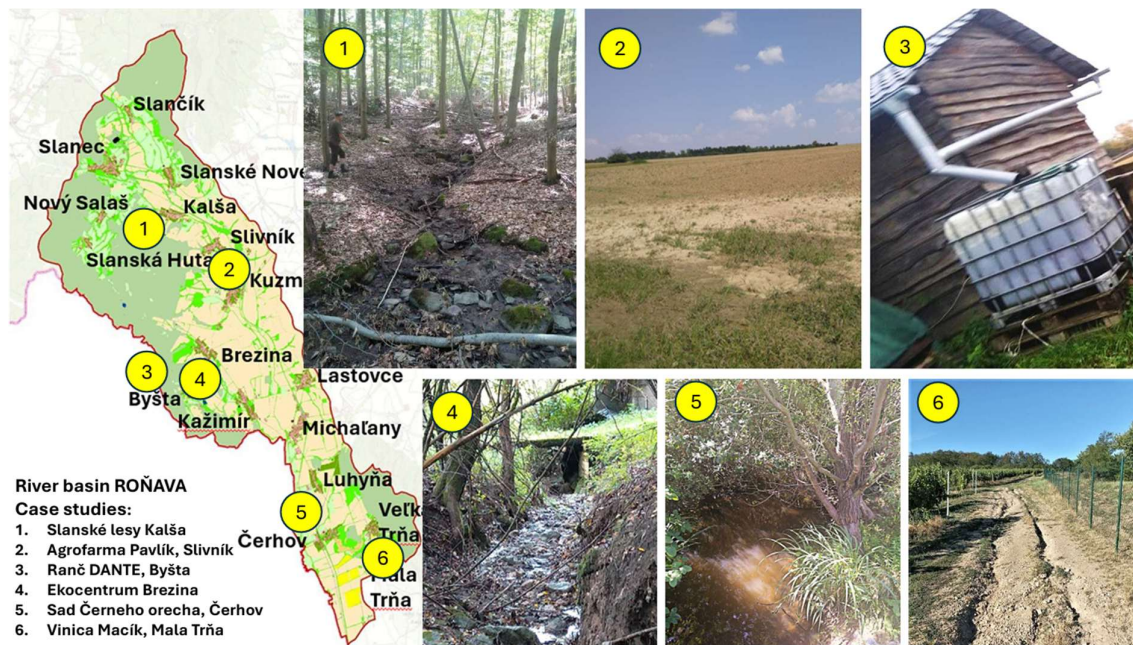 Slančík
Slanec
Slanské Nove
Nový Salaš
Kalša
1
Slivník
Slanská Huta
2
Kuzm
Brezina
3
4
Byšta
Lastovce
Kažimír
Michaľany
Luhyňa
5
Veľk
Čerhov
Trňa
6
Mala
Trňa
River basin ROŇAVA
Case studies:
1. Slanské lesy Kalša
2. Agrofarma Pavlík, Slivník
3. Ranč DANTE, Byšta
4. Ekocentrum Brezina
5. Sad Černeho orecha, Čerhov
6. Vinica Macík, Mala Trňa
1
2
3
4
5
6